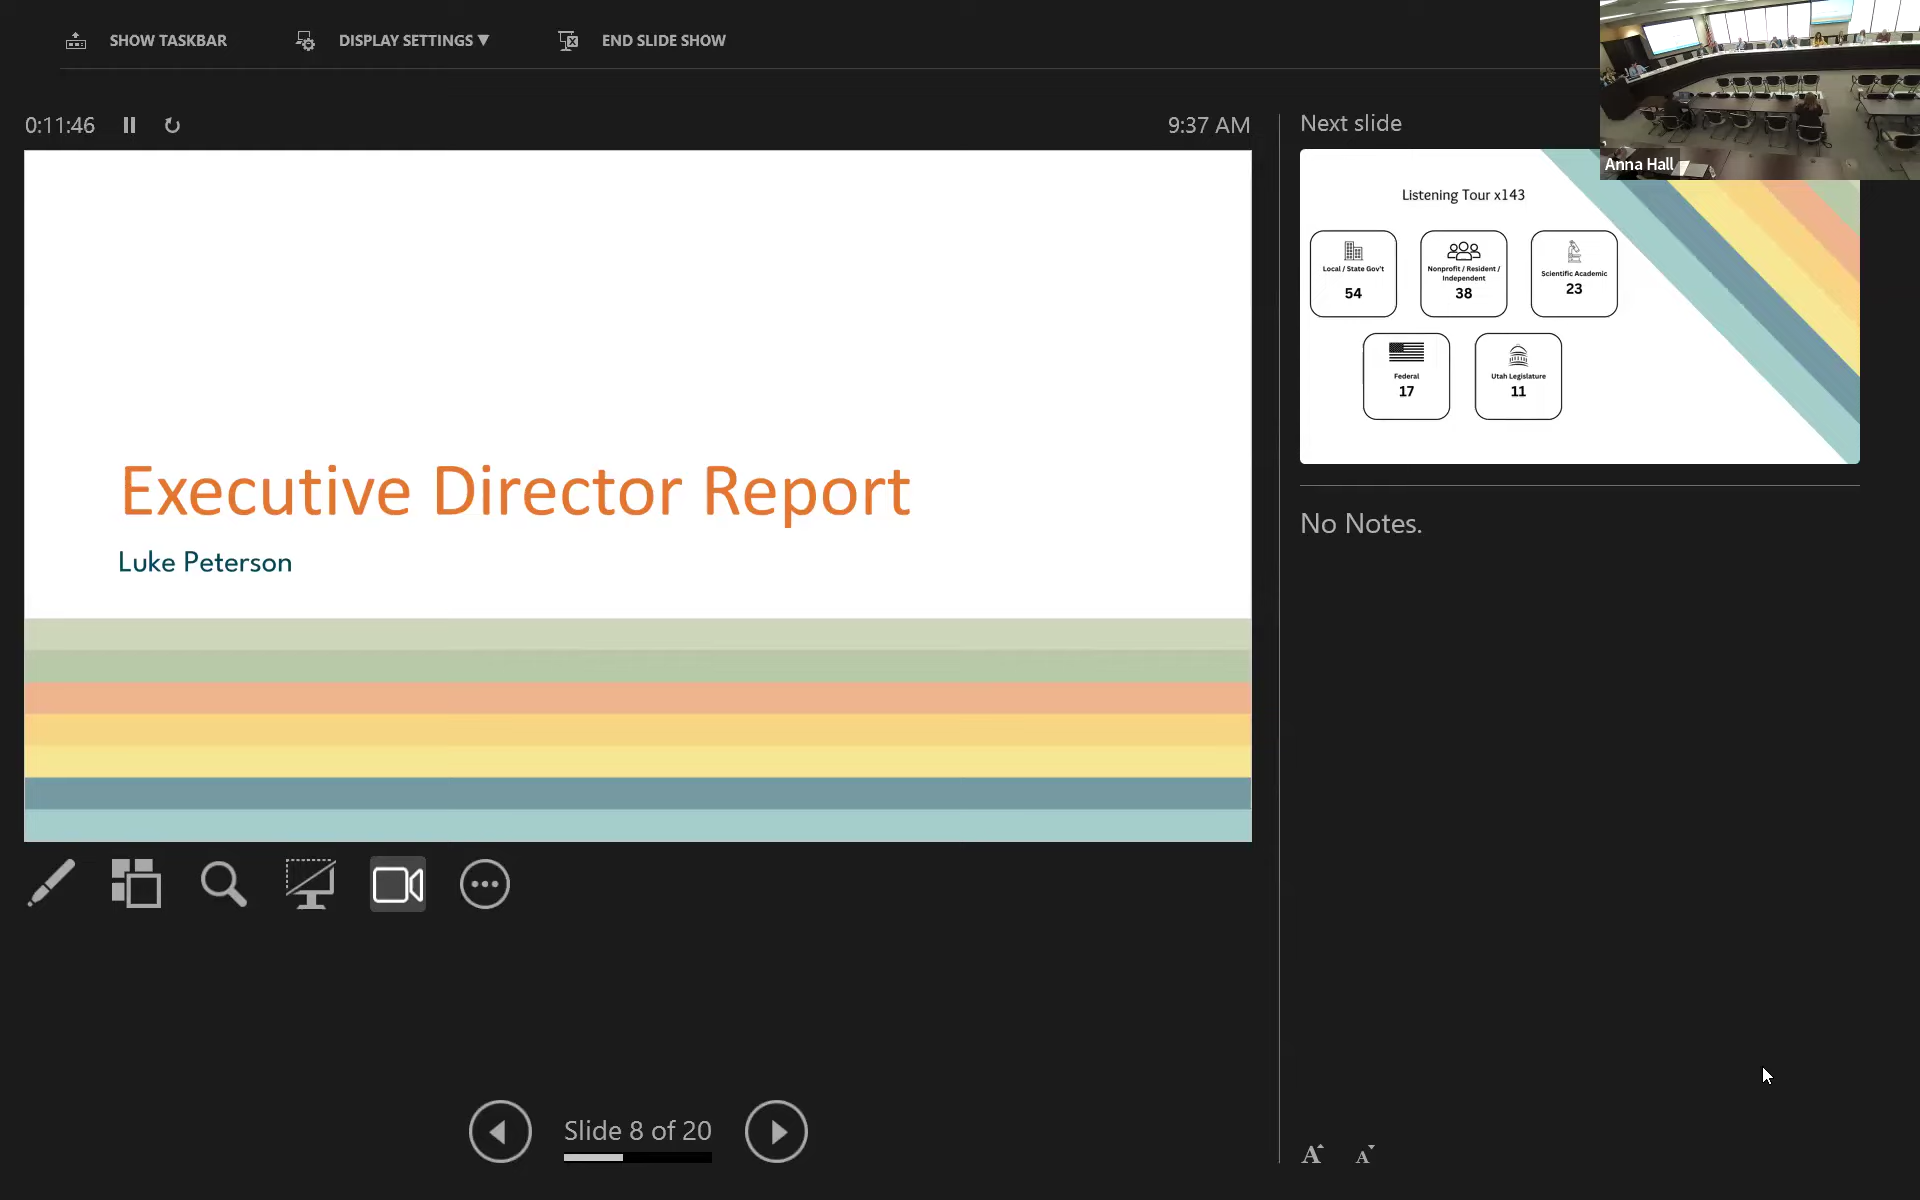 SHOW TASKBAR
DISPLAY SETTINGS ▼
END SLIDE SHOW
0:11:46
9:37 AM
Executive Director Report
Luke Peterson
Slide 8 of 20
Next slide
Anna Hall
Listening Tour x143
Local / State Gov't
54
Nonprofit / Resident /
Independent
38
Scientific Academic
23
Federal
17
Utah Legislature
11
No Notes.
A
A